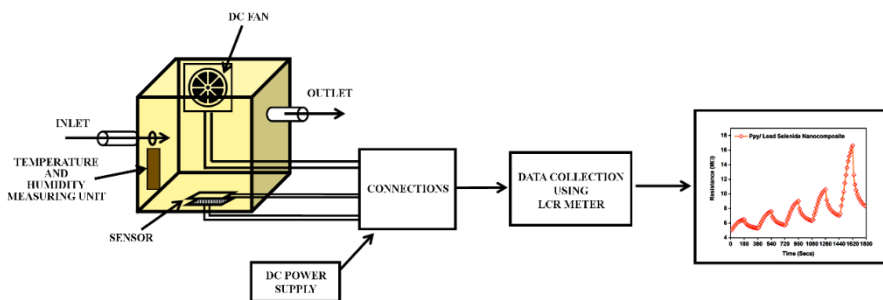 DC FAN
OUTLET
INLET
TEMPERATURE
AND
HUMIDITY
MEASURING UNIT
SENSOR
CONNECTIONS
DC POWER
SUPPLY
DATA COLLECTION
USING
LCR METER
Ppy/ Lead Selenide Nanocomposite
Resistance (MΩ)
18
16
14
12
10
8
6
4
0 180 360 540 720 900 1080 1260 1440 1620 1800
Time (Secs)